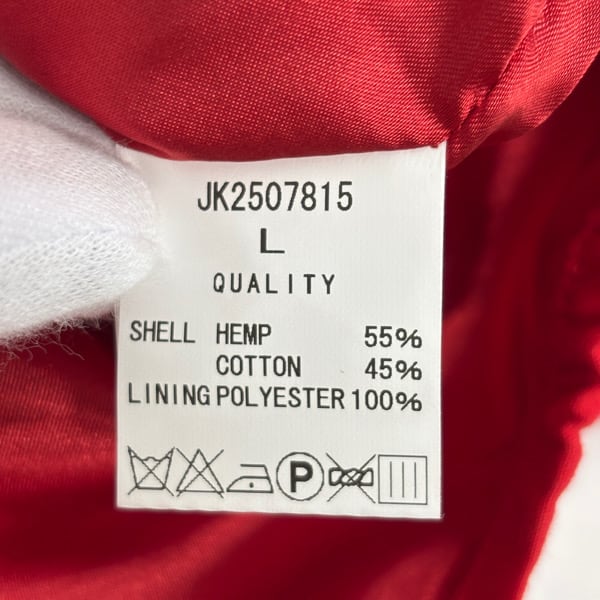 JK2507815
L
QUALITY
SHELL HEMP 55%
COTTON 45%
LINING POLYESTER 100%
P